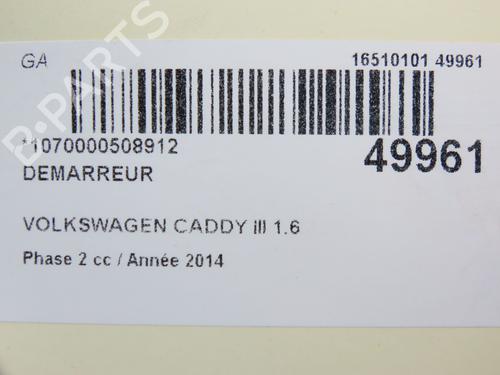 GA 16510101 49961
*1070000508912 49961
DEMARREUR
VOLKSWAGEN CADDY III 1.6
Phase 2 cc / Année 2014
B-PARTS